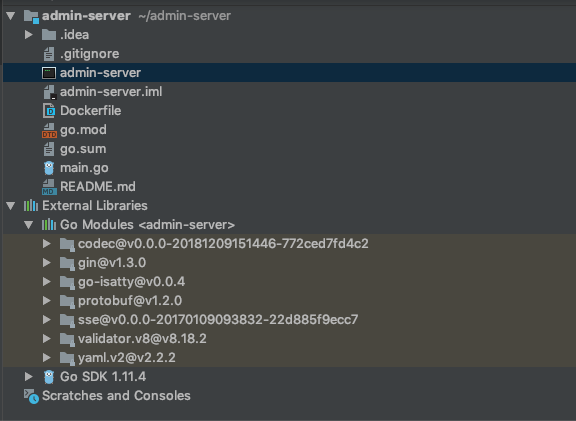 admin-server ~/admin-server
.idea
.gitignore
admin-server
admin-server.iml
Dockerfile
go.mod
go.sum
main.go
README.md
External Libraries
Go Modules <admin-server>
codec@v0.0.0-20181209151446-772ced7fd4c2
gin@v1.3.0
go-isatty@v0.0.4
protobuf@v1.2.0
sse@v0.0.0-20170109093832-22d885f9ecc7
validator.v8@v8.18.2
yaml.v2@v2.2.2
Go SDK 1.11.4
Scratches and Consoles